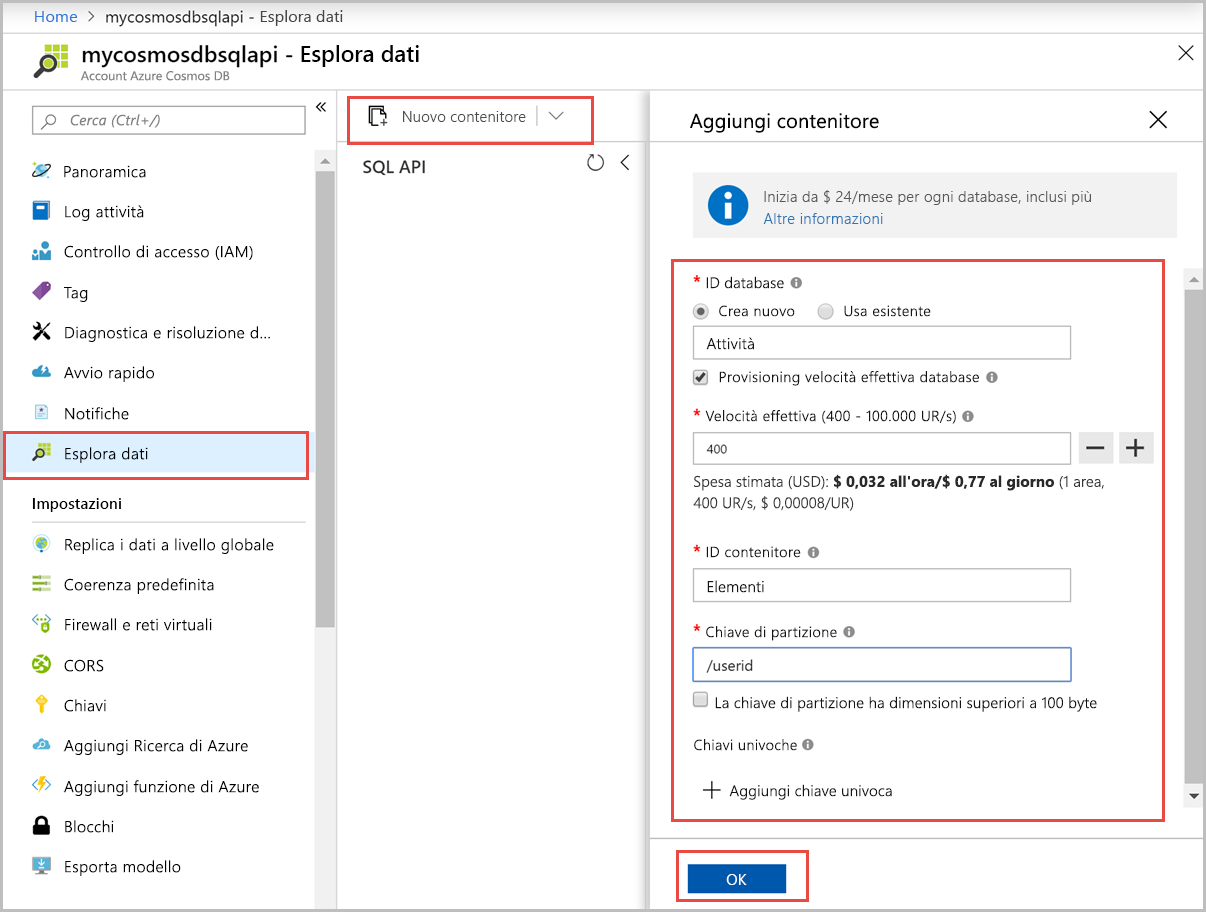 Home > mycosmosdbsqlapi - Esplora dati
mycosmosdbsqlapi - Esplora dati
Account Azure Cosmos DB
Cerca (Ctrl+/)
Panoramica
Log attività
Controllo di accesso (IAM)
Tag
Diagnostica e risoluzione d...
Avvio rapido
Notifiche
Esplora dati
Impostazioni
Replica i dati a livello globale
Coerenza predefinita
Firewall e reti virtuali
CORS
Chiavi
Aggiungi Ricerca di Azure
Aggiungi funzione di Azure
Blocchi
Esporta modello
Nuovo contenitore
SQL API
Aggiungi contenitore
Inizia da $ 24/mese per ogni database, inclusi più
Altre informazioni
* ID database
Crea nuovo Usa esistente
Attività
Provisioning velocità effettiva database
* Velocità effettiva (400 - 100.000 UR/s)
400
Spesa stimata (USD): $ 0,032 all'ora/$ 0,77 al giorno (1 area,
400 UR/s, $ 0,00008/UR)
* ID contenitore
Elementi
* Chiave di partizione
/userid
La chiave di partizione ha dimensioni superiori a 100 byte
Chiavi univoche
Aggiungi chiave univoca
OK